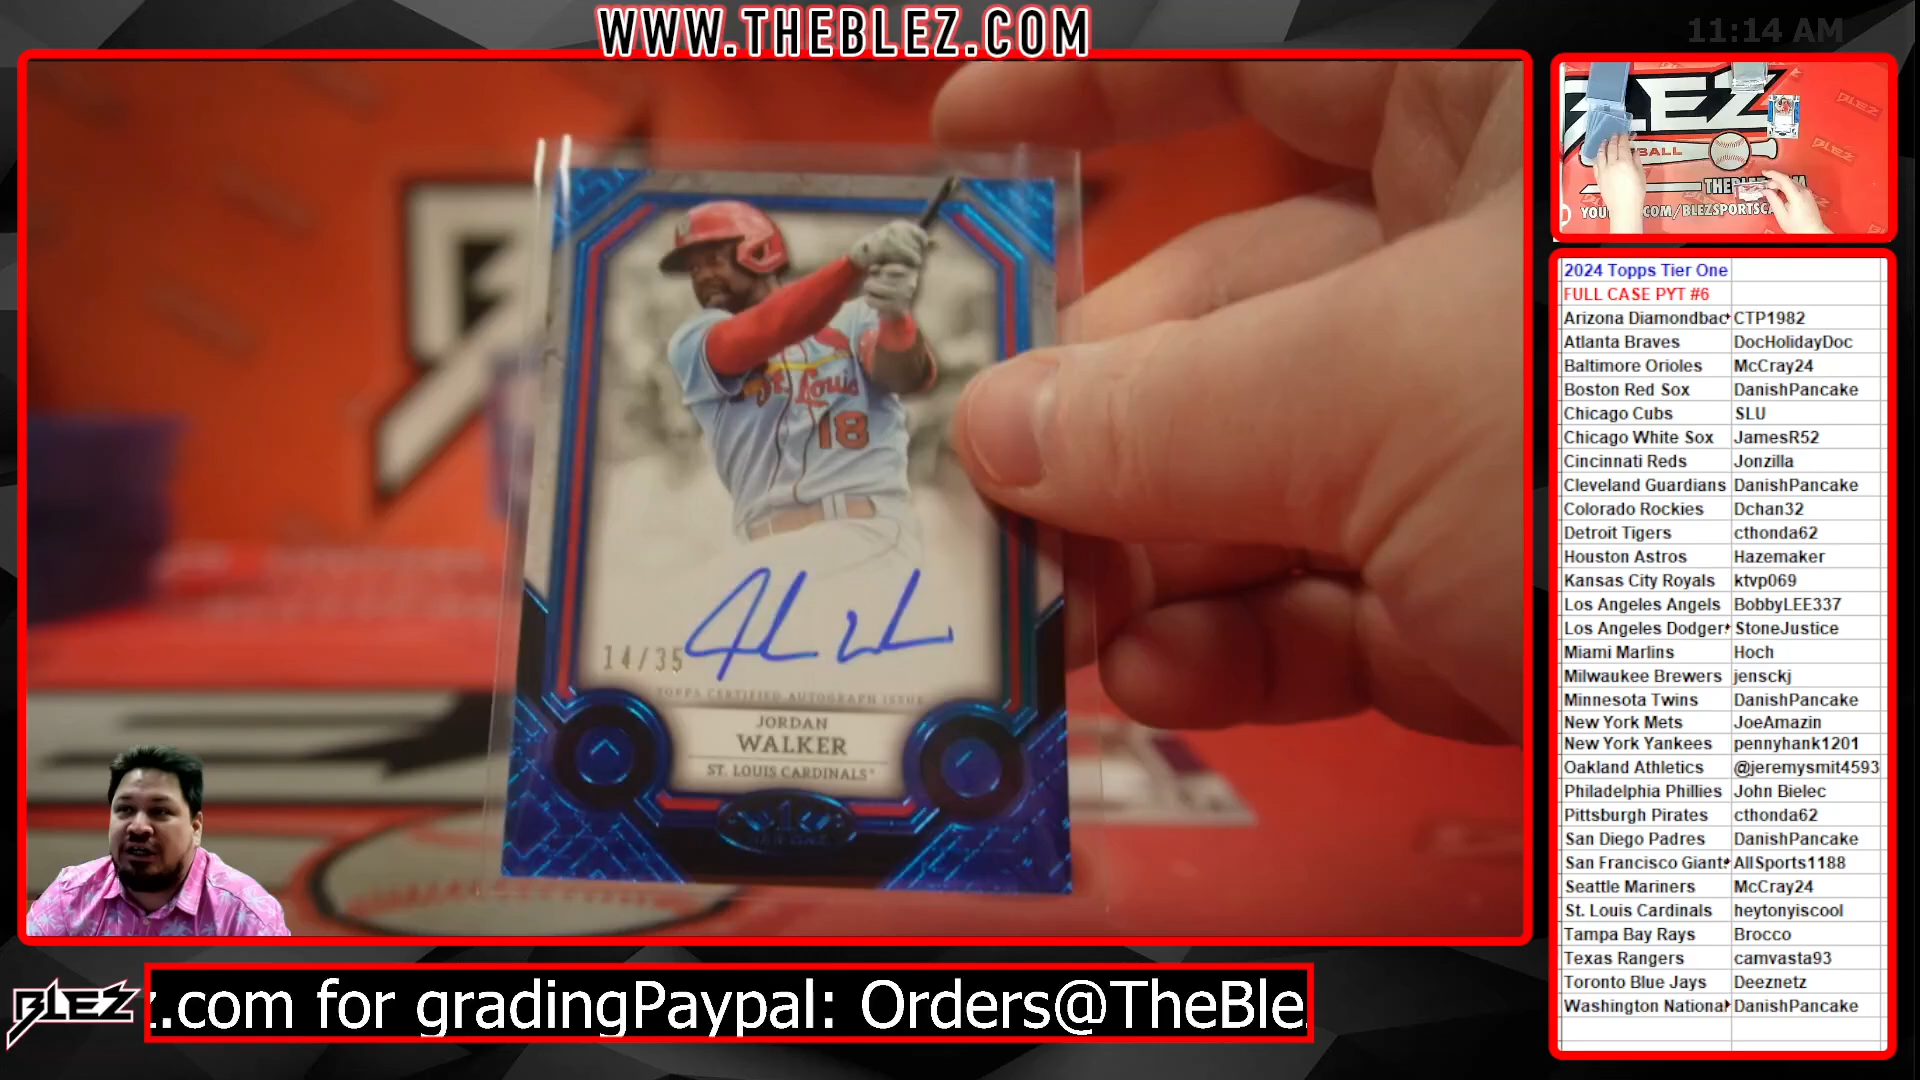 WWW.THEBLEZ.COM
11:14 AM
St. Louis
18
14/35
TOPPS CERTIFIED AUTOGRAPH ISSUE
JORDAN
WALKER
ST. LOUIS CARDINALS
BLEZ
z.com for gradingPaypal: Orders@TheBle
BLEZ
BLEZ
BLEZ
2024 Topps Tier One
FULL CASE PYT #6
Arizona Diamondbac CTP1982
Atlanta Braves DocHolidayDoc
Baltimore Orioles McCray24
Boston Red Sox DanishPancake
Chicago Cubs SLU
Chicago White Sox JamesR52
Cincinnati Reds Jonzilla
Cleveland Guardians DanishPancake
Colorado Rockies Dchan32
Detroit Tigers cthonda62
Houston Astros Hazemaker
Kansas City Royals ktvp069
Los Angeles Angels BobbyLEE337
Los Angeles Dodger StoneJustice
Miami Marlins Hoch
Milwaukee Brewers jensckj
Minnesota Twins DanishPancake
New York Mets JoeAmazin
New York Yankees pennyhank1201
Oakland Athletics @jeremysmit4593
Philadelphia Phillies John Bielec
Pittsburgh Pirates cthonda62
San Diego Padres DanishPancake
San Francisco Giant AllSports1188
Seattle Mariners McCray24
St. Louis Cardinals heytonyiscool
Tampa Bay Rays Brocco
Texas Rangers camvasta93
Toronto Blue Jays Deeznetz
Washington Nationa DanishPancake